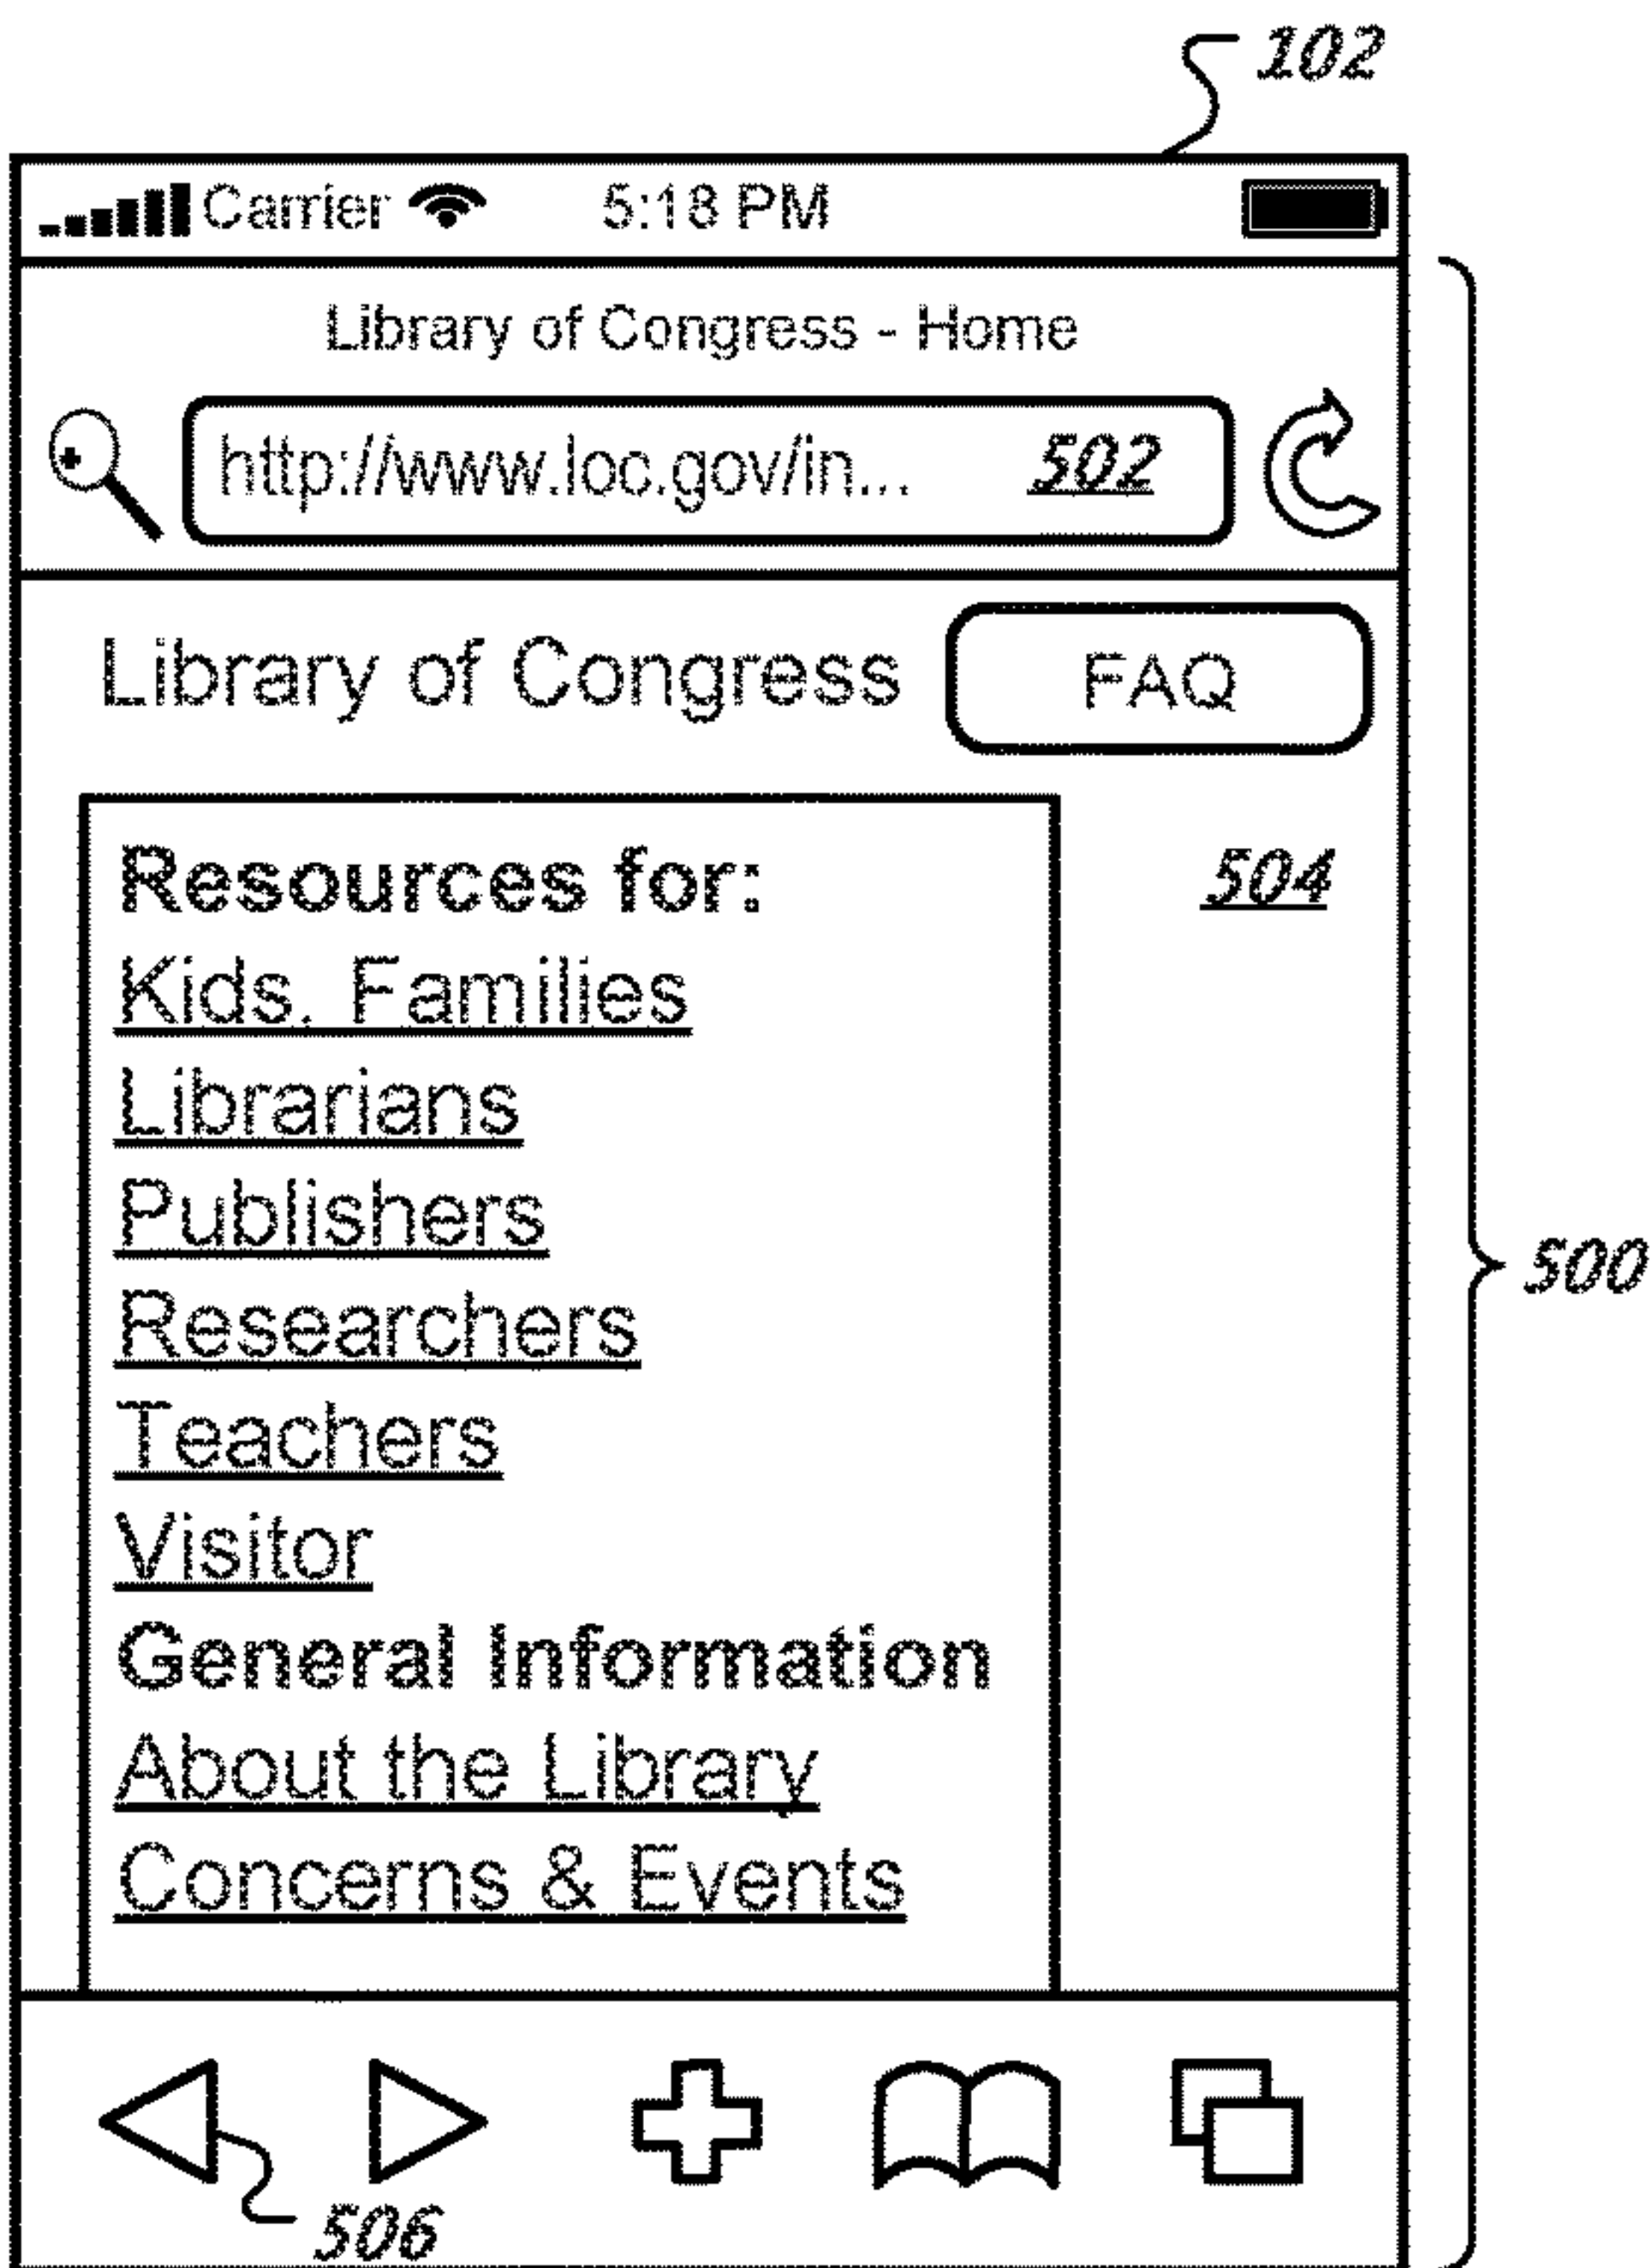 102
Carrier 5:18 PM
Library of Congress - Home
http://www.loc.gov/in... 502
Library of Congress FAQ
Resources for: 504
Kids, Families
Librarians
Publishers
Researchers
Teachers
Visitor
General Information
About the Library
Concerns & Events
500
506